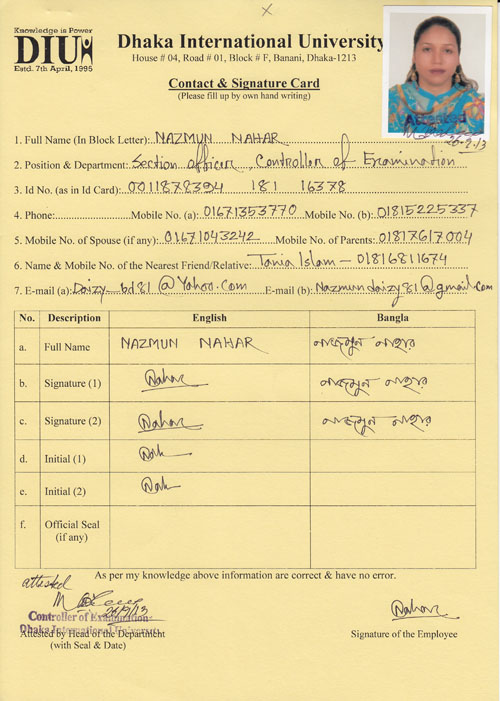 Knowledge is Power
DIU
Estd. 7th April, 1995
Dhaka International University
House # 04, Road # 01, Block # F, Banani, Dhaka-1213
Contact & Signature Card
(Please fill up by own hand writing)
Attested
26.9.13
1. Full Name (In Block Letter): NAZMUN NAHAR
2. Position & Department: Section officer, Controller of Examination
3. Id No. (as in Id Card): 0011878394 181 16378
4. Phone: Mobile No. (a): 01671353770 Mobile No. (b): 01815225337
5. Mobile No. of Spouse (if any): 01671043242 Mobile No. of Parents: 01817617004
6. Name & Mobile No. of the Nearest Friend/Relative: Tania Islam - 01816811674
7. E-mail (a): Daizy_bd81@Yahoo.Com E-mail (b): Nazmundaizy81@gmail.com
No. Description English Bangla
a. Full Name NAZMUN NAHAR নাজমুন নাহার
b. Signature (1) Nahar নাজমুন নাহার
c. Signature (2) Nahar নাজমুন নাহার
d. Initial (1) Nah
e. Initial (2) Nah
f. Official Seal
(if any)
As per my knowledge above information are correct & have no error.
attested
26/9/13
Controller of Examination
Dhaka International University
Attested by Head of the Department
(with Seal & Date)
Nahar
Signature of the Employee